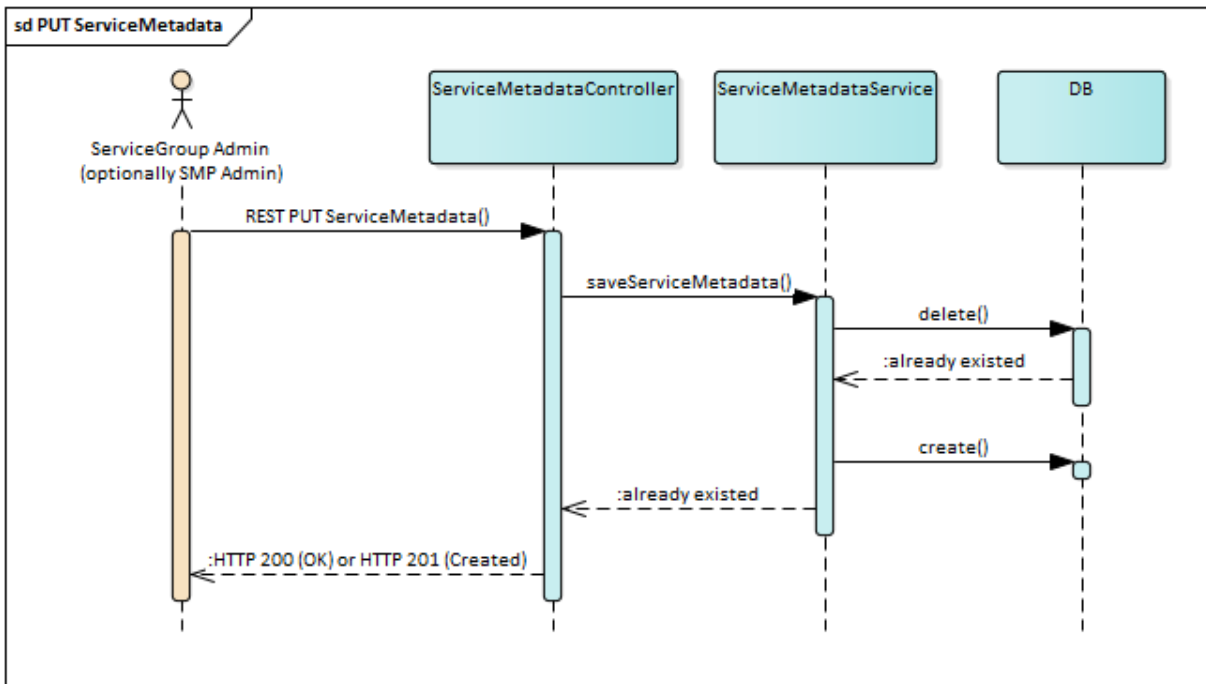 sd PUT ServiceMetadata
ServiceMetadataController
ServiceMetadataService
DB
ServiceGroup Admin
(optionally SMP Admin)
REST PUT ServiceMetadata()
saveServiceMetadata()
delete()
:already existed
create()
:already existed
:HTTP 200 (OK) or HTTP 201 (Created)